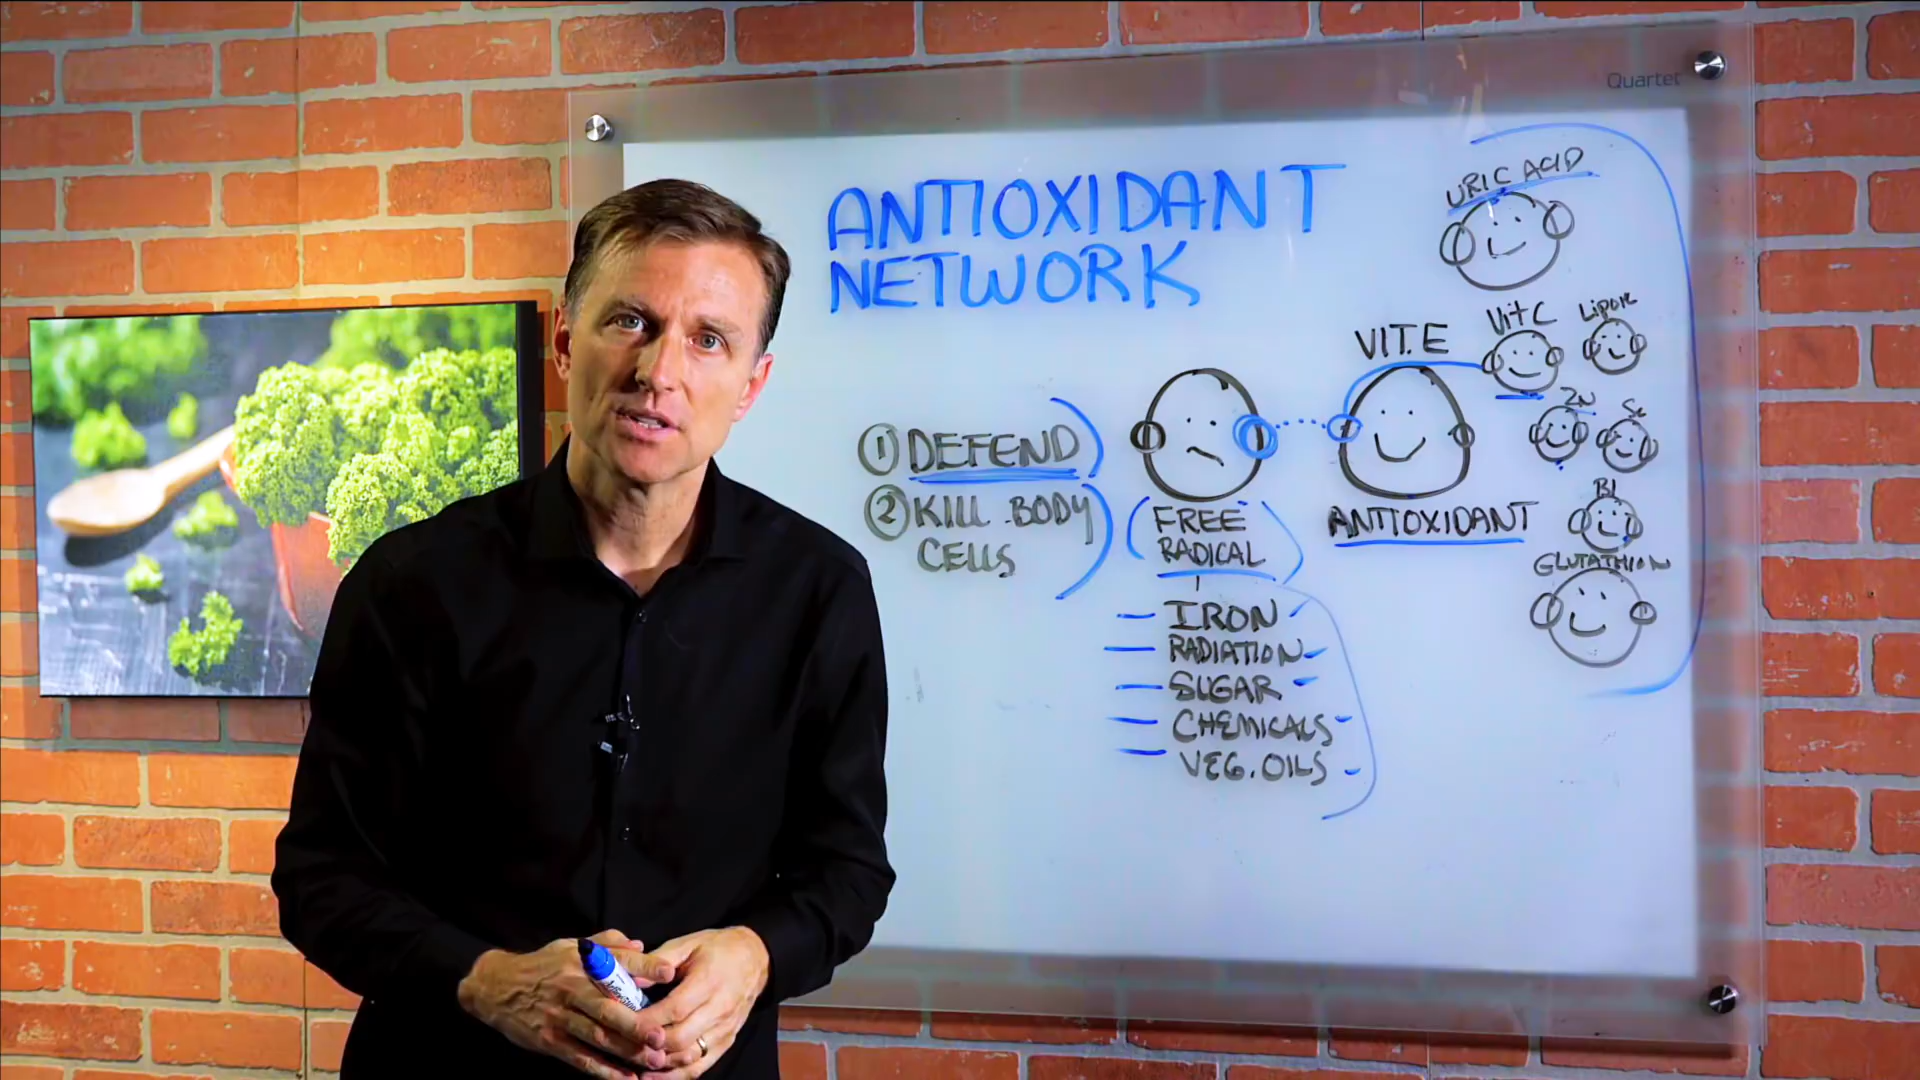 Quartet
ANTIOXIDANT
NETWORK
① DEFEND
② KILL BODY
CELLS
FREE
RADICAL
IRON
RADIATION
SUGAR
CHEMICALS
VEG. OILS
VIT. E
ANTIOXIDANT
URIC ACID
Vit C
Lipoic
Zn
Se
B1
GLUTATHION